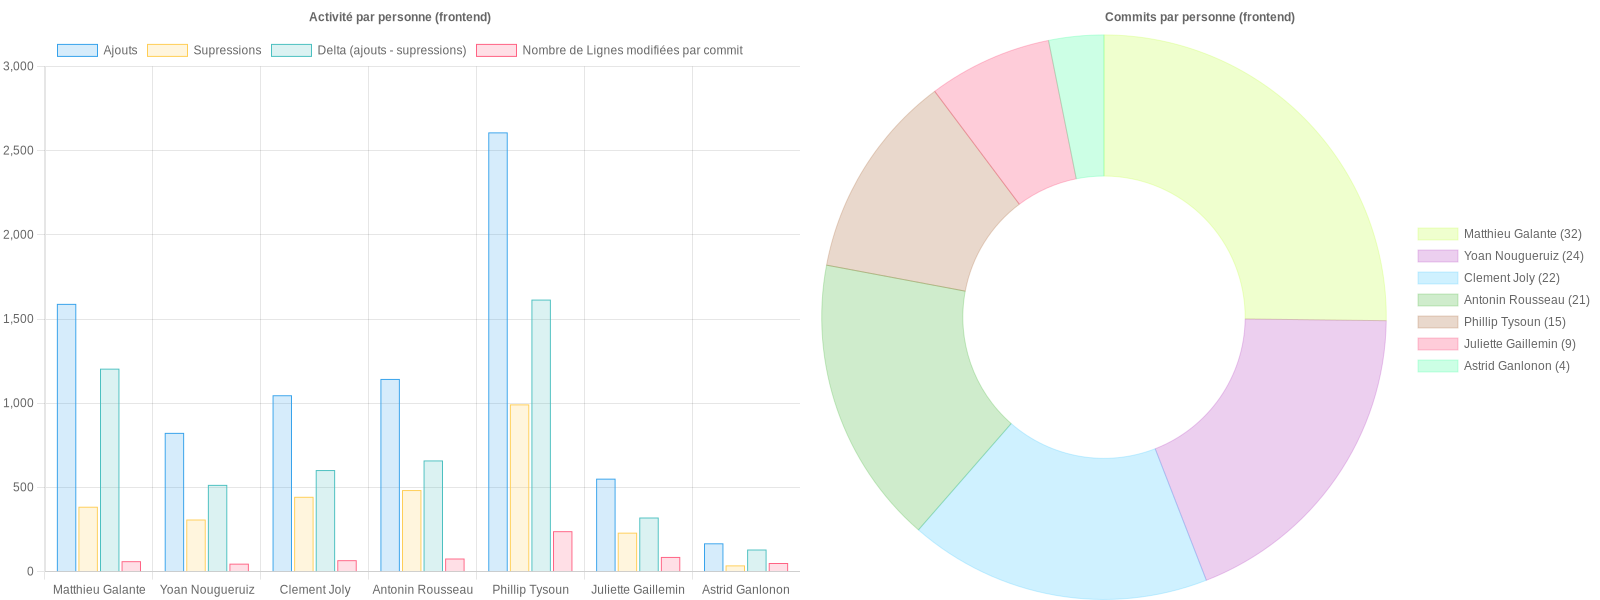 Activité par personne (frontend)
Ajouts Supressions Delta (ajouts - supressions) Nombre de Lignes modifiées par commit
3,000
2,500
2,000
1,500
1,000
500
0
Matthieu Galante Yoan Nougueruiz Clement Joly Antonin Rousseau Phillip Tysoun Juliette Gaillemin Astrid Ganlonon
Commits par personne (frontend)
Matthieu Galante (32)
Yoan Nougueruiz (24)
Clement Joly (22)
Antonin Rousseau (21)
Phillip Tysoun (15)
Juliette Gaillemin (9)
Astrid Ganlonon (4)